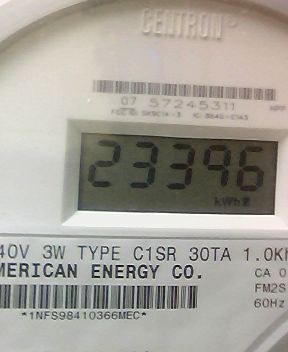 CENTRON
07 57245311
23396
kWh
40V 3W TYPE C1SR 30TA 1.0Kh
MERICAN ENERGY CO.
CA 0
FM2S
60Hz
*1NFS98410366MEC*